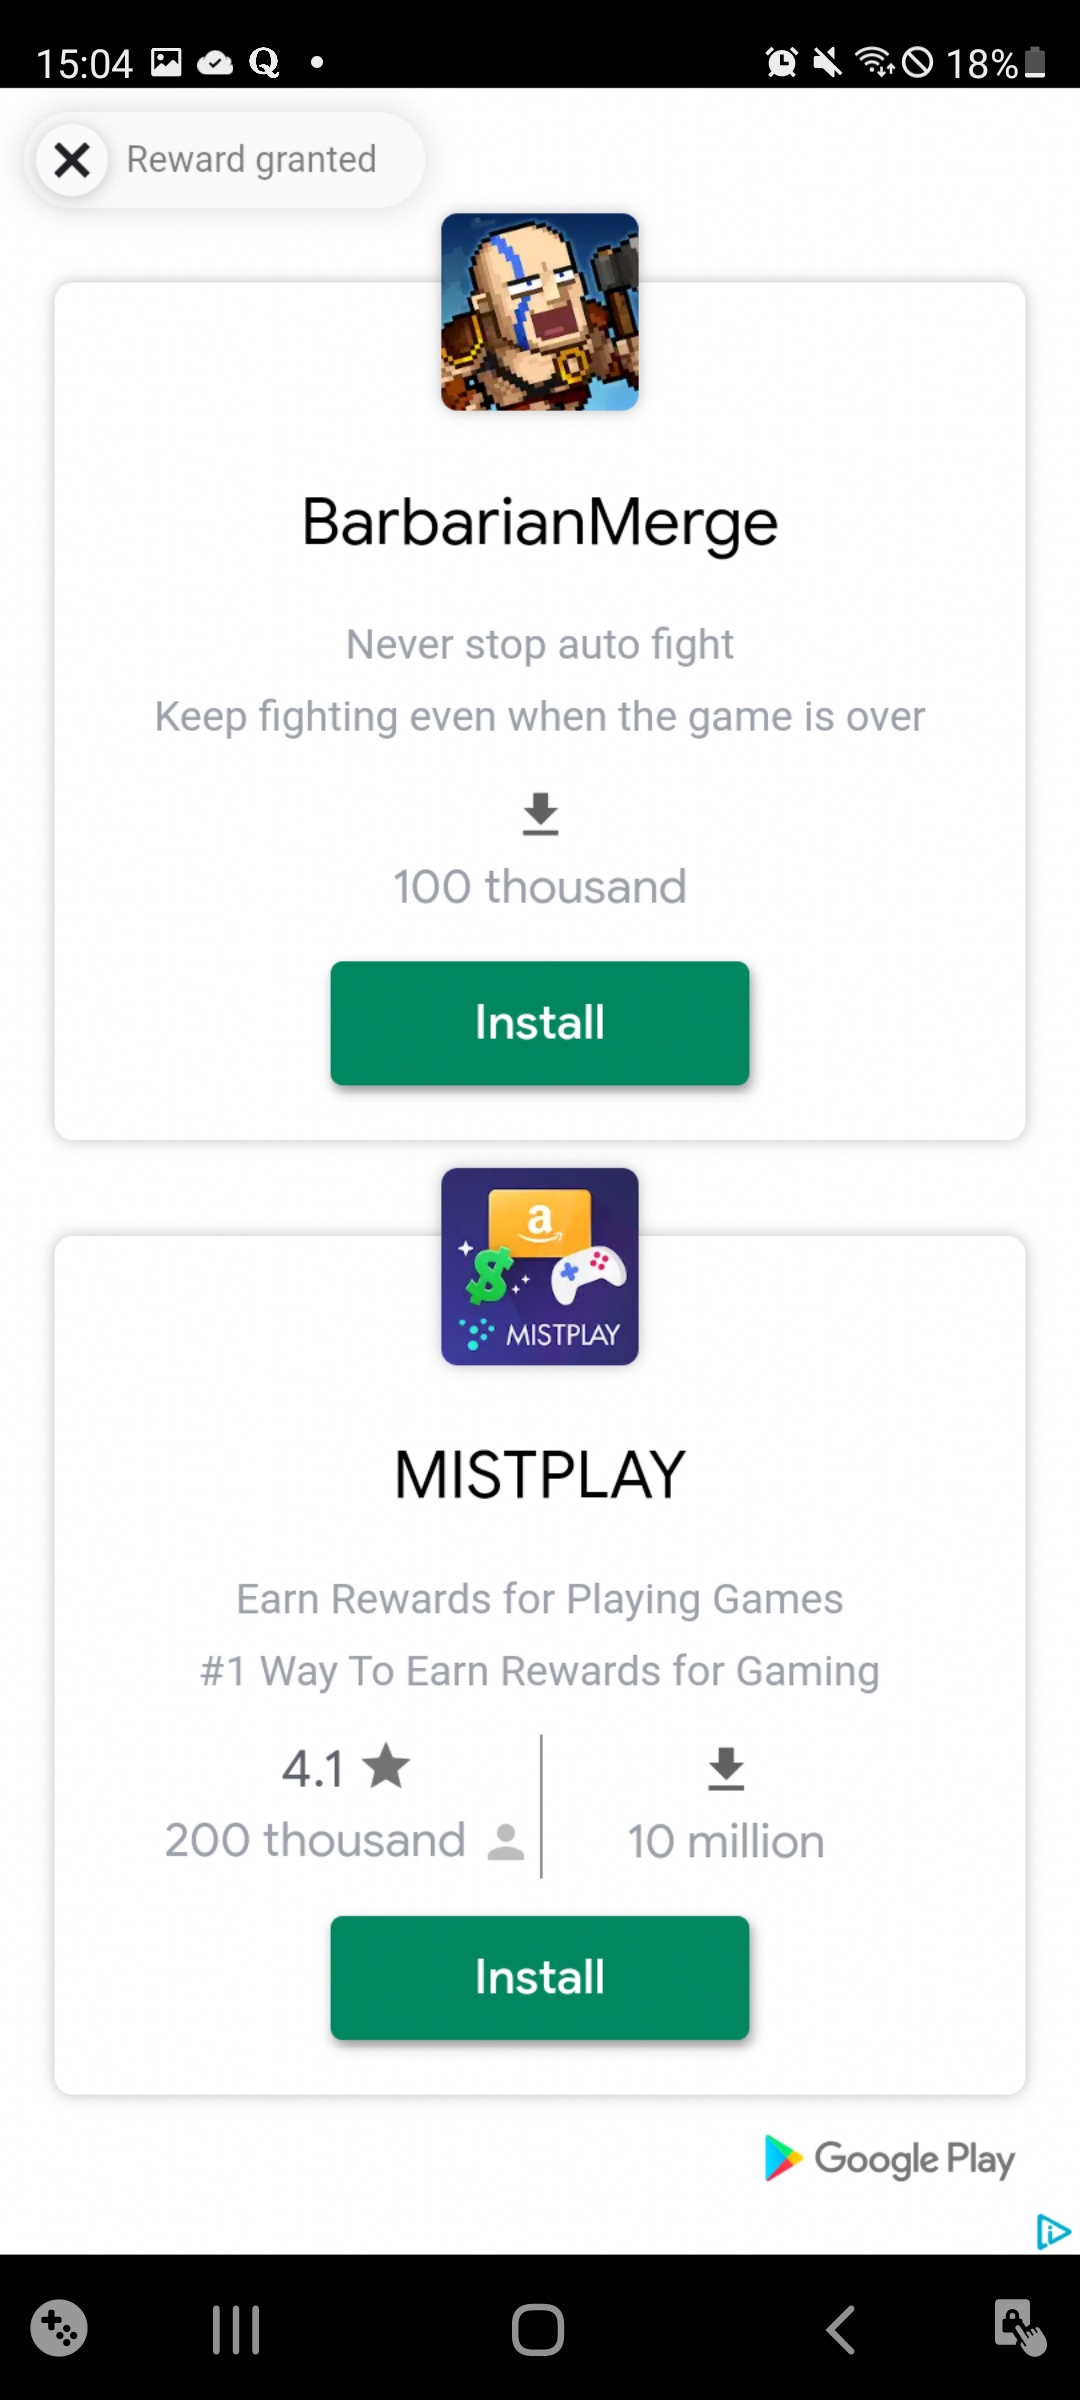 15:04
18%
Reward granted
BarbarianMerge
Never stop auto fight
Keep fighting even when the game is over
100 thousand
Install
a
$
MISTPLAY
MISTPLAY
Earn Rewards for Playing Games
#1 Way To Earn Rewards for Gaming
4.1
200 thousand
10 million
Install
Google Play